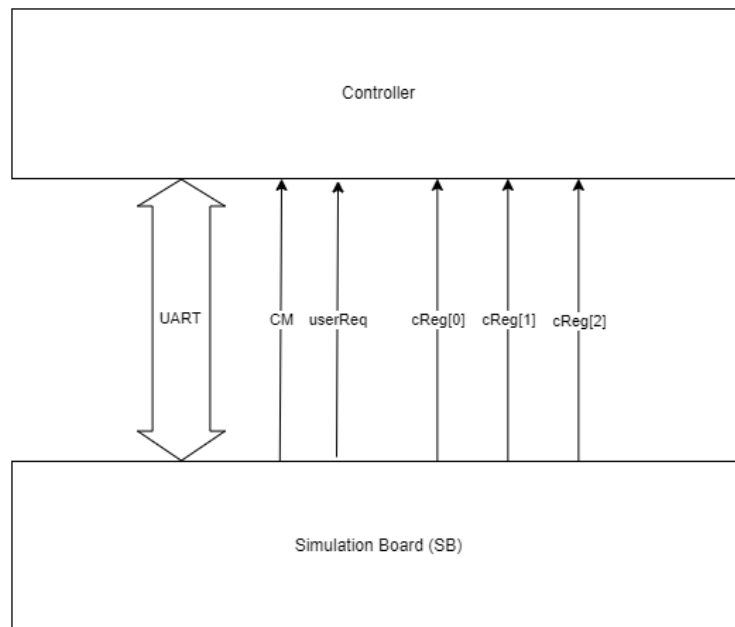 Controller
UART
CM
userReq
cReg[0]
cReg[1]
cReg[2]
Simulation Board (SB)